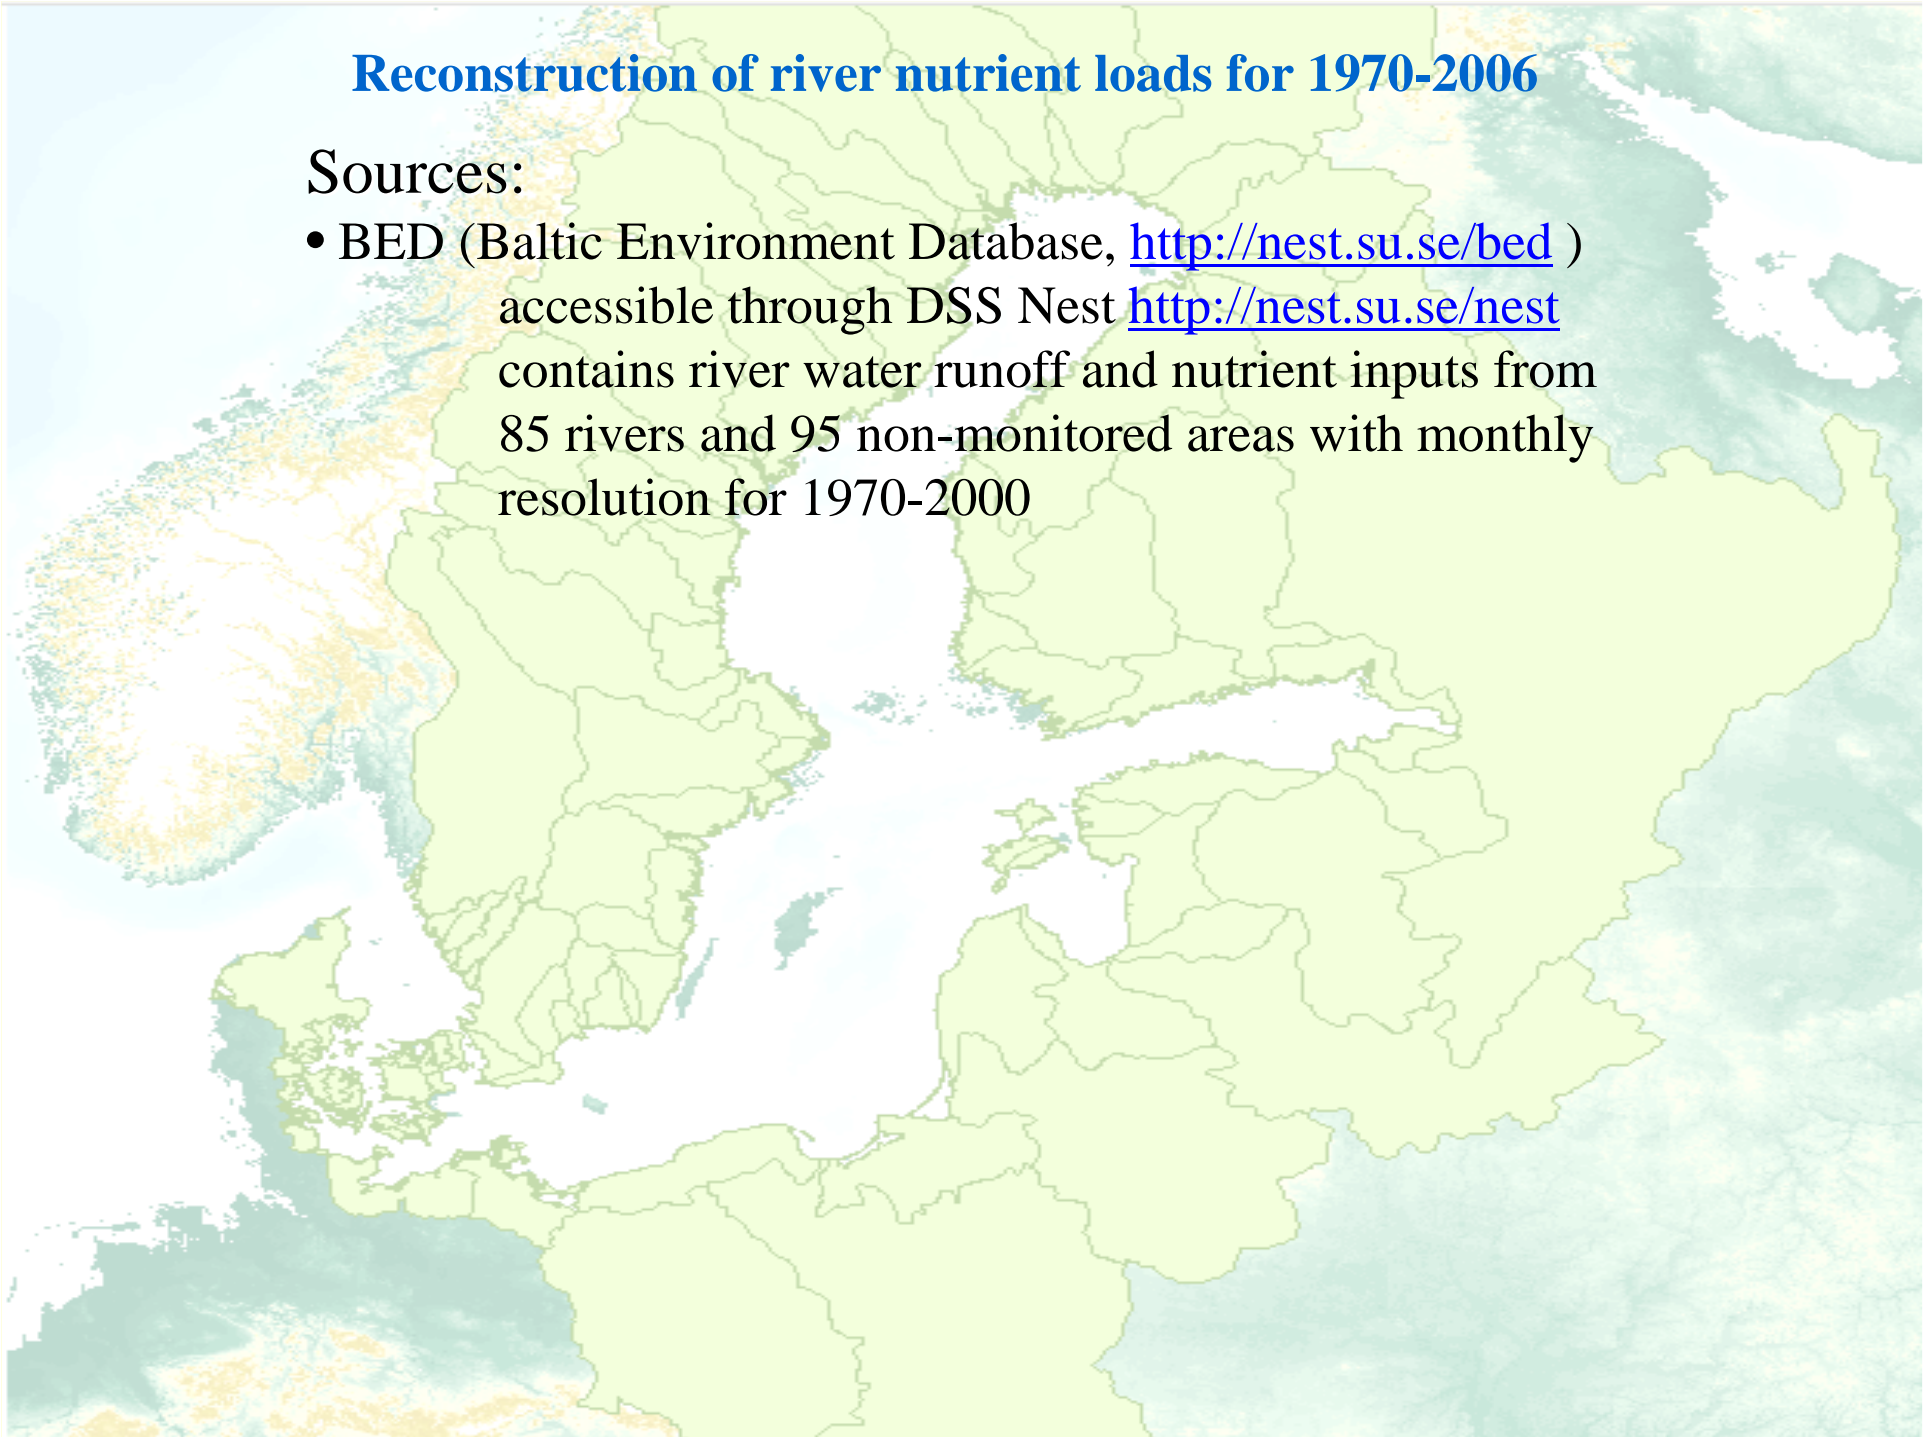 Reconstruction of river nutrient loads for 1970-2006
Sources:
• BED (Baltic Environment Database, http://nest.su.se/bed )
accessible through DSS Nest http://nest.su.se/nest
contains river water runoff and nutrient inputs from
85 rivers and 95 non-monitored areas with monthly
resolution for 1970-2000